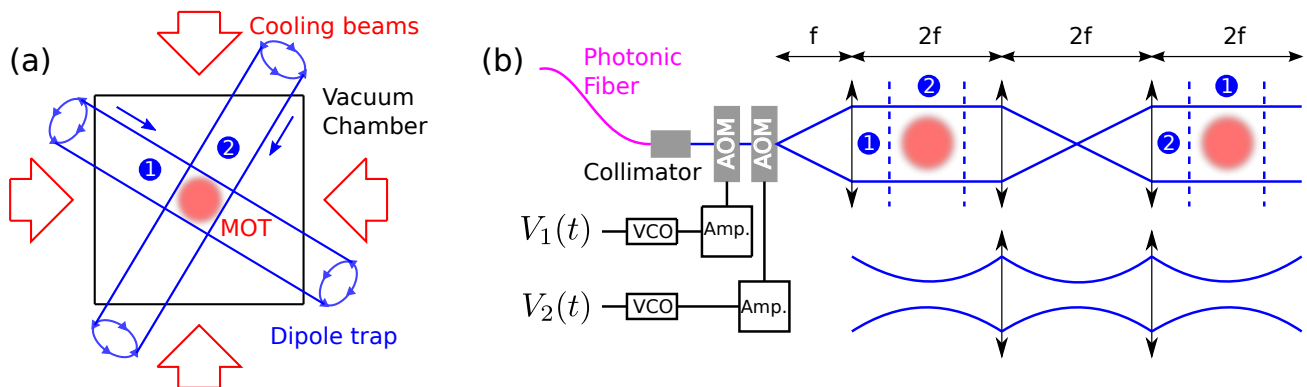 (a)
Cooling beams
Vacuum
Chamber
1
2
MOT
Dipole trap
(b)
f
2f
2f
2f
Photonic
Fiber
Collimator
AOM
AOM
2
1
1
2
V₁(t)
VCO
Amp.
V₂(t)
VCO
Amp.